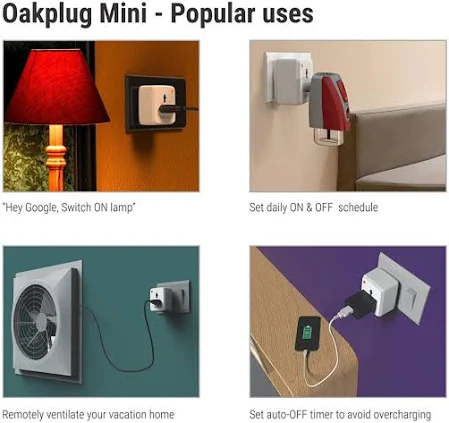 Oakplug Mini - Popular uses
"Hey Google, Switch ON lamp"
Set daily ON & OFF schedule
Remotely ventilate your vacation home
Set auto-OFF timer to avoid overcharging